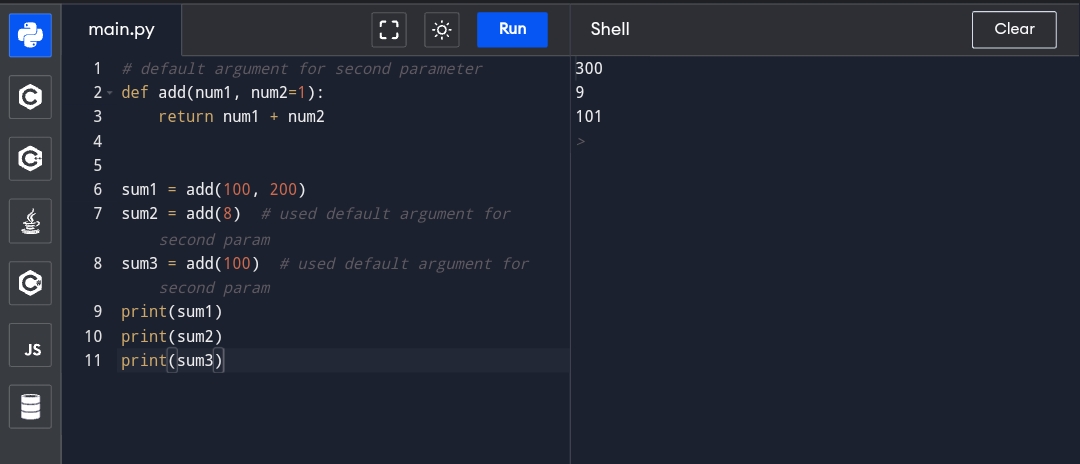 main.py
Run
Shell
Clear
1 # default argument for second parameter
2 def add(num1, num2=1):
3     return num1 + num2
4
5
6 sum1 = add(100, 200)
7 sum2 = add(8)  # used default argument for
second param
8 sum3 = add(100)  # used default argument for
second param
9 print(sum1)
10 print(sum2)
11 print(sum3)
300
9
101
>
C
C++
C#
JS